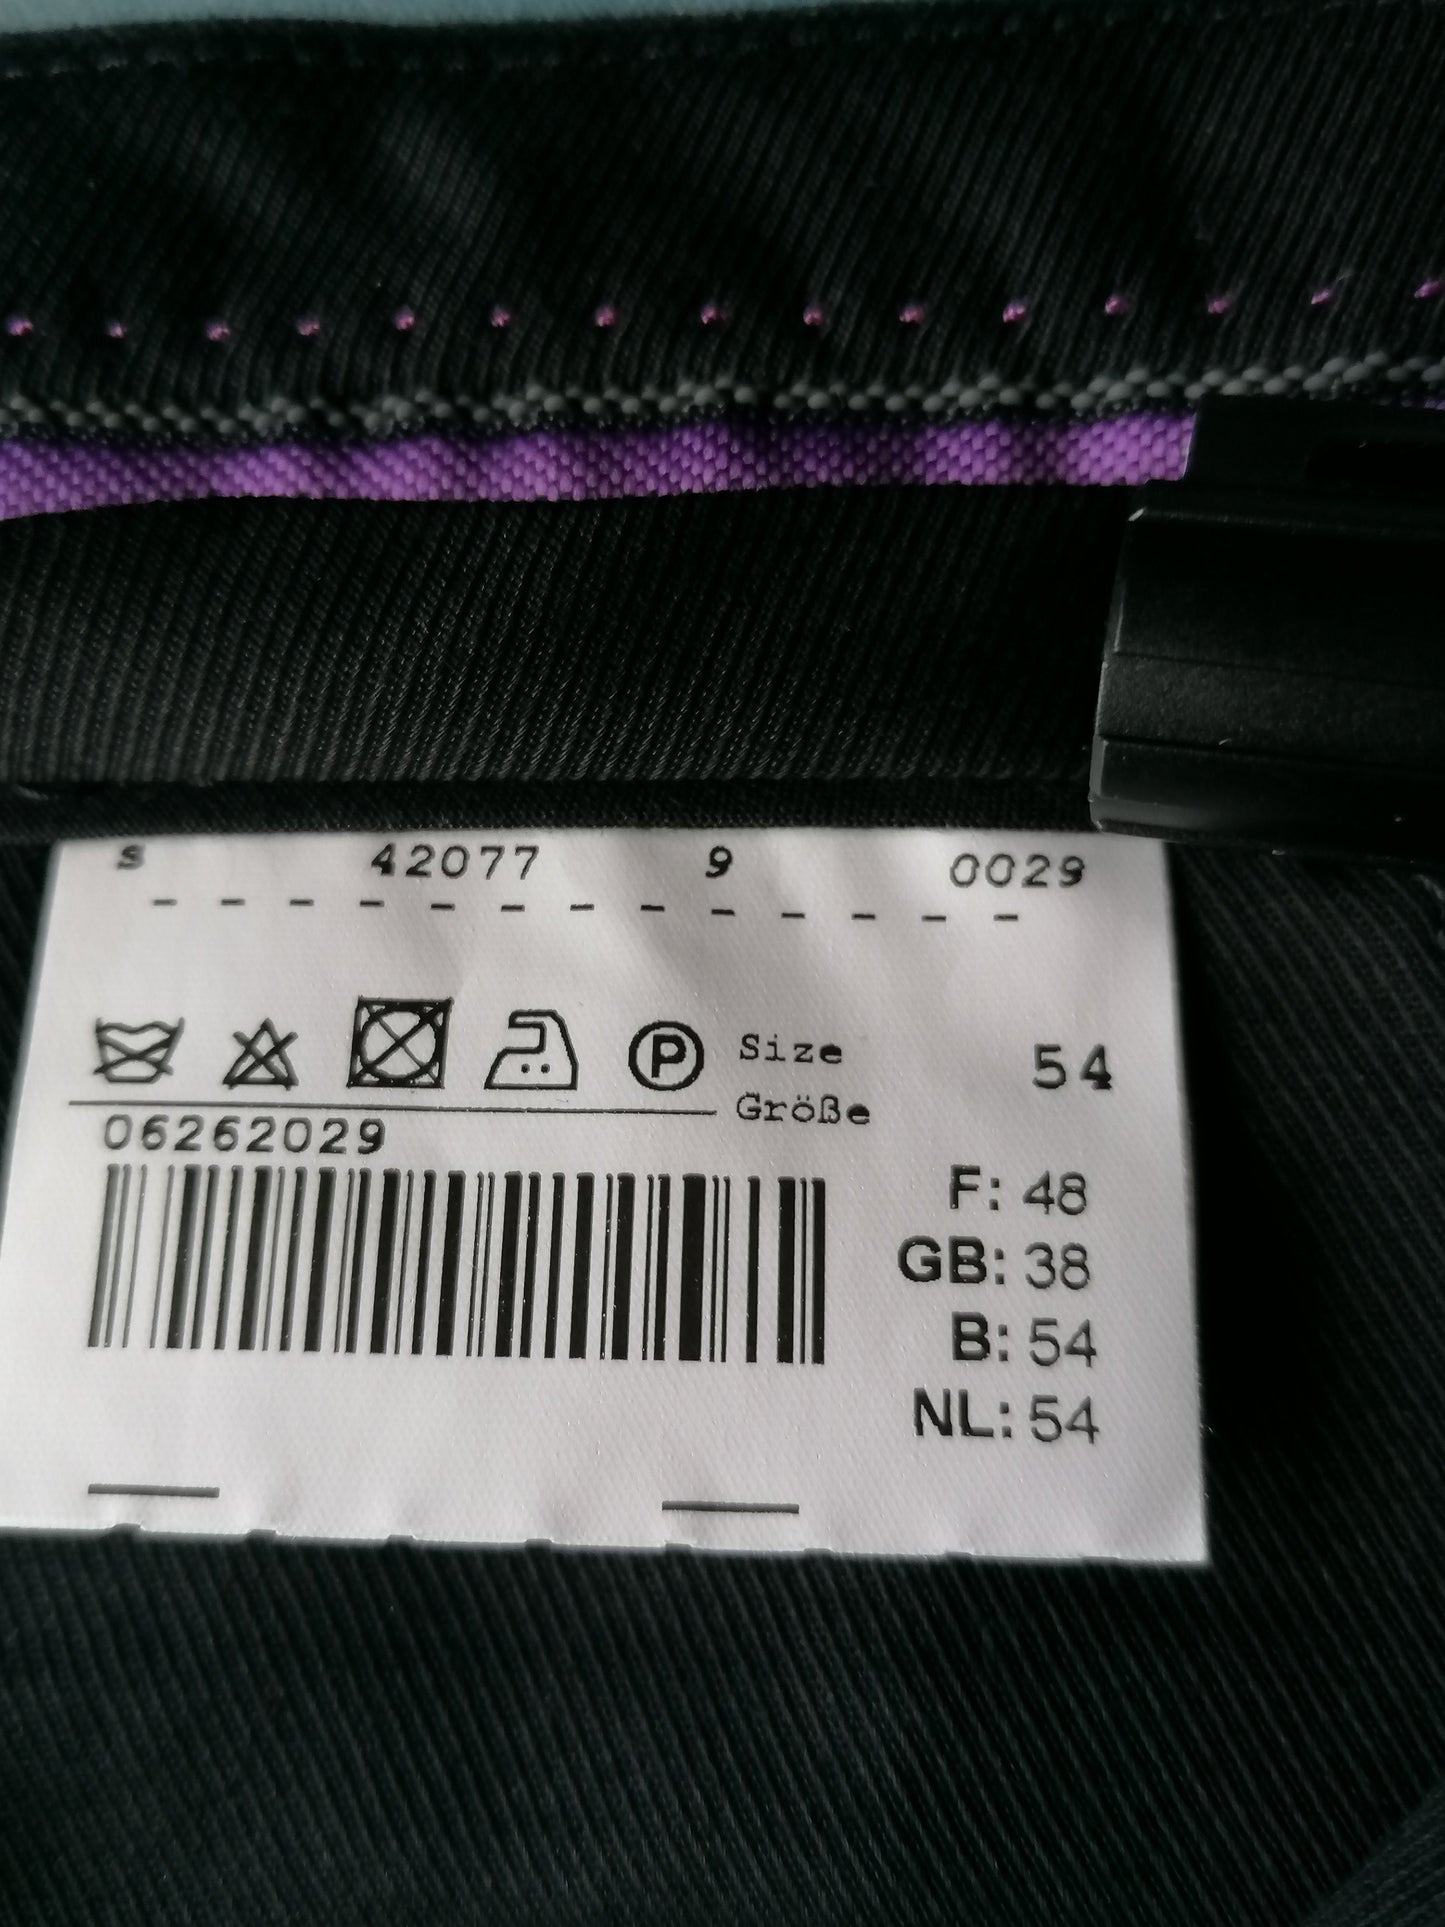 S 42077 9 0029
P Size 54
Größe
06262029
F: 48
GB: 38
B: 54
NL: 54